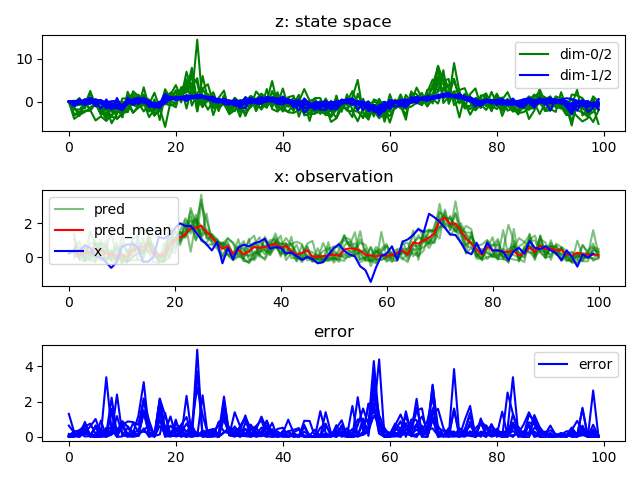 z: state space
10
0
dim-0/2
dim-1/2
0 20 40 60 80 100
x: observation
2
0
pred
pred_mean
x
0 20 40 60 80 100
error
4
2
0
error
0 20 40 60 80 100